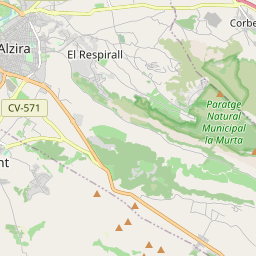 Corbe
Alzira
El Respirall
CV-571
Paratge
Natural
Municipal
la Murta
nt